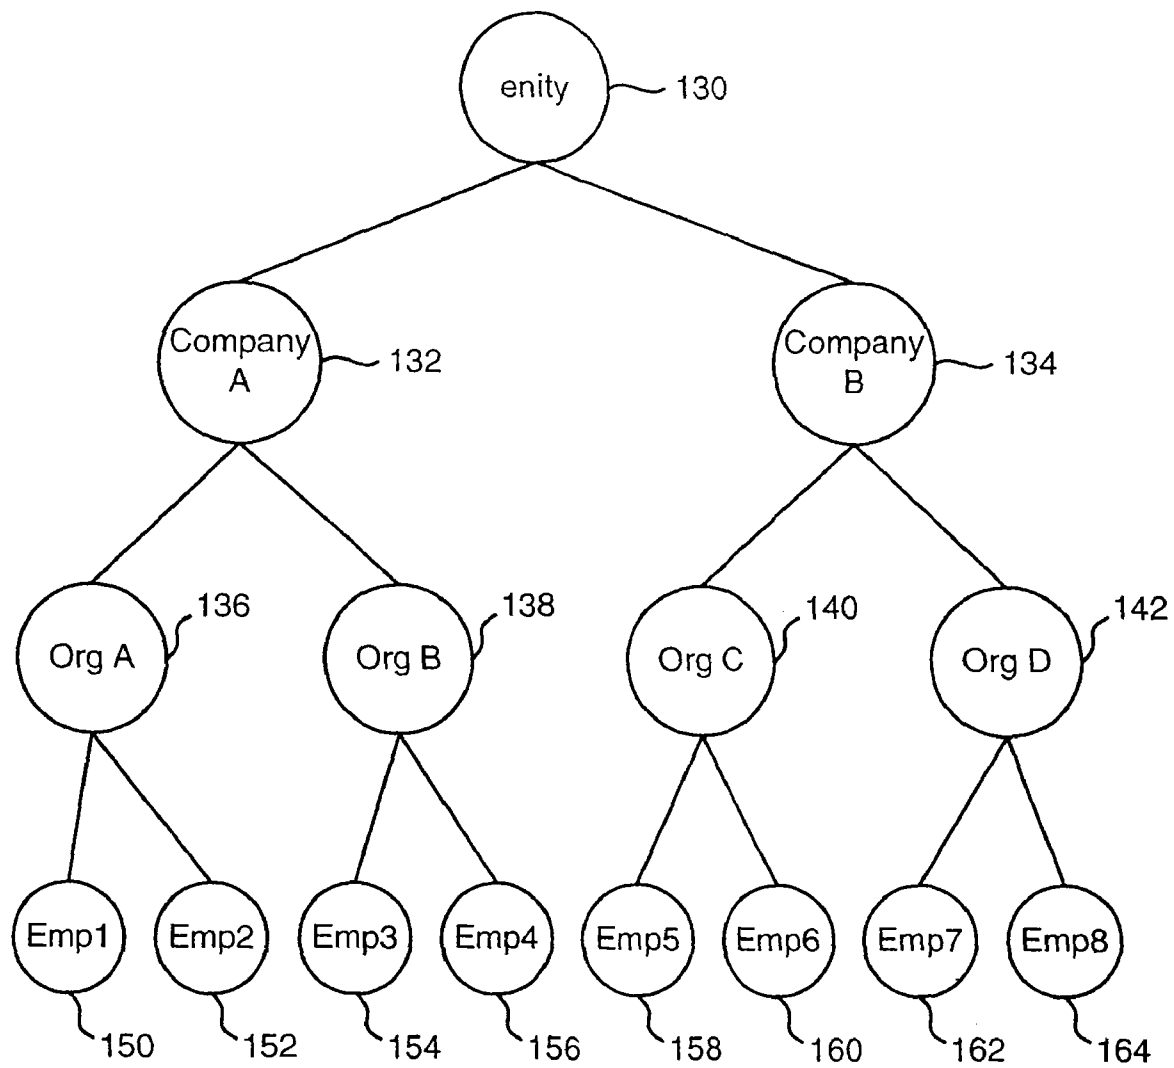 enity
130
Company
A
132
Company
B
134
Org A
136
Org B
138
Org C
140
Org D
142
Emp1
Emp2
Emp3
Emp4
Emp5
Emp6
Emp7
Emp8
150
152
154
156
158
160
162
164